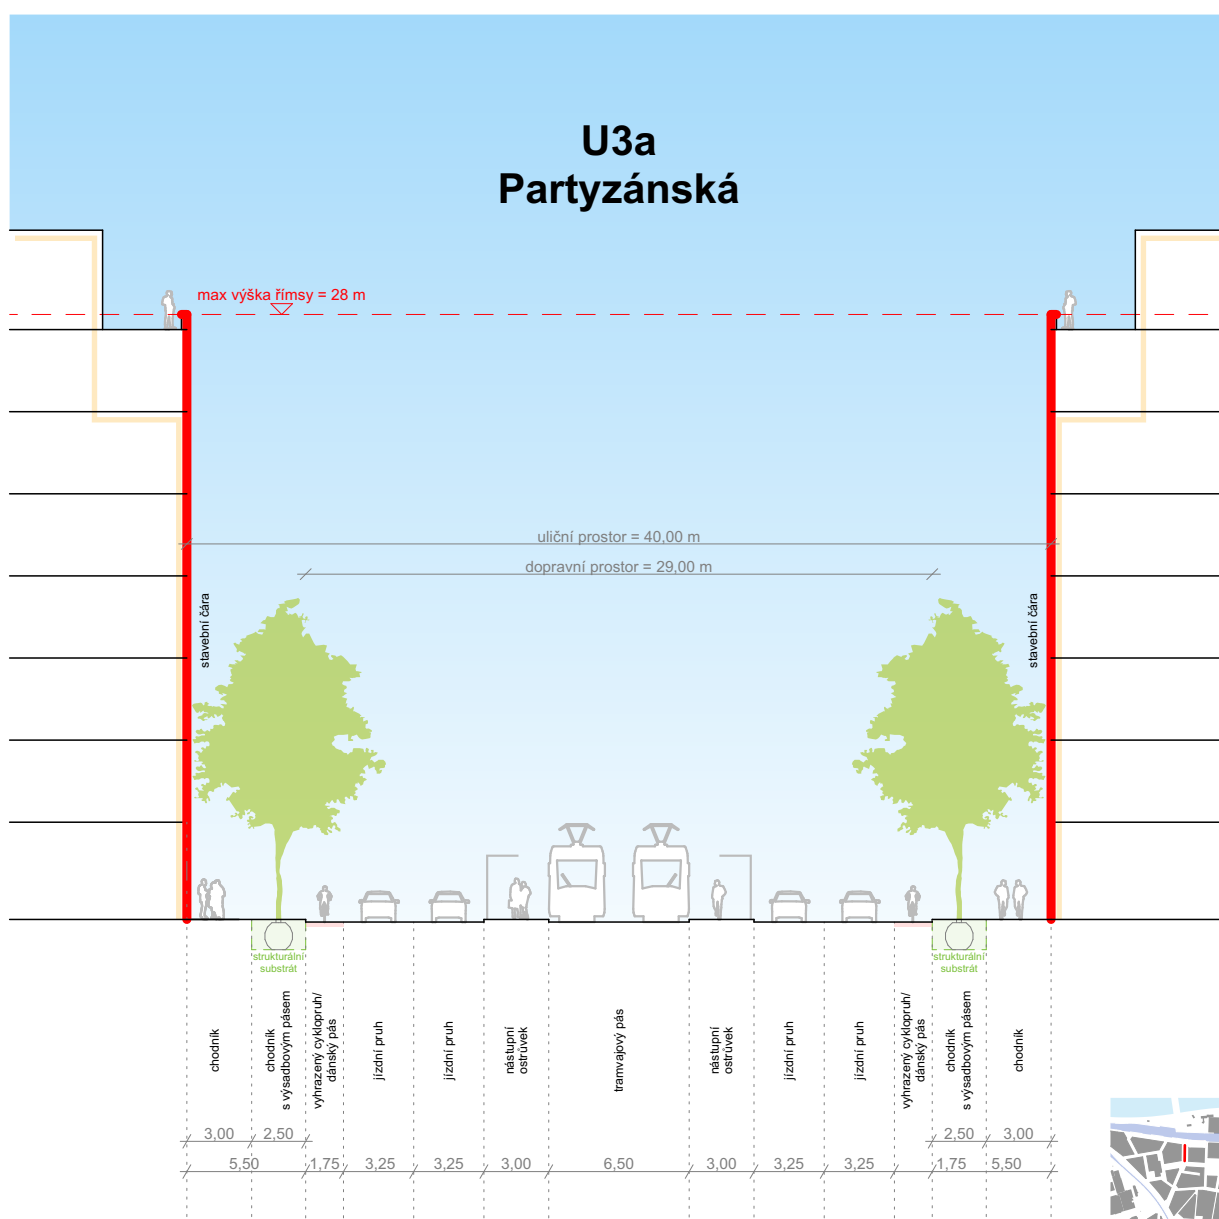 U3a
Partyzánská
max výška římsy = 28 m
uliční prostor = 40,00 m
dopravní prostor = 29,00 m
stavební čára
stavební čára
strukturální
substrát
strukturální
substrát
chodník
chodník
s výsadbovým pásem
vyhrazený cyklopruh/
dánský pás
jízdní pruh
jízdní pruh
nástupní
ostrůvek
tramvajový pás
nástupní
ostrůvek
jízdní pruh
jízdní pruh
vyhrazený cyklopruh/
dánský pás
chodník
s výsadbovým pásem
chodník
3,00 2,50 2,50 3,00
5,50 1,75 3,25 3,25 3,00 6,50 3,00 3,25 3,25 1,75 5,50